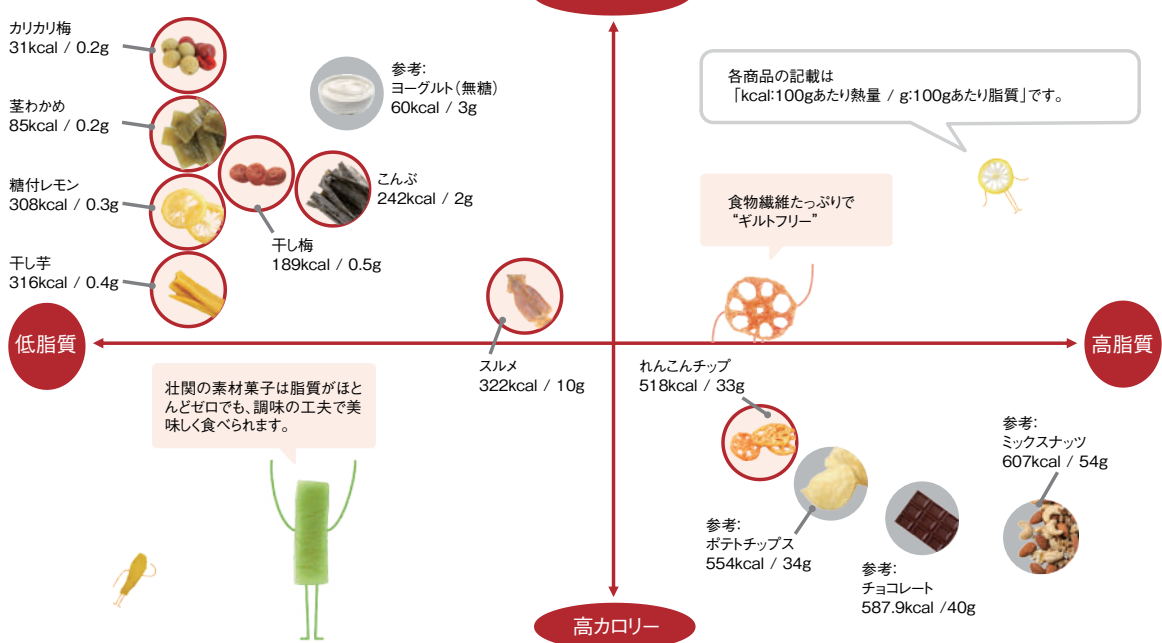 カリカリ梅
31kcal / 0.2g
参考:
ヨーグルト(無糖)
60kcal / 3g
各商品の記載は
「kcal:100gあたり熱量 / g:100gあたり脂質」です。
茎わかめ
85kcal / 0.2g
糖付レモン
308kcal / 0.3g
こんぶ
242kcal / 2g
食物繊維たっぷりで
“ギルトフリー”
干し梅
189kcal / 0.5g
干し芋
316kcal / 0.4g
低脂質
高脂質
スルメ
322kcal / 10g
れんこんチップ
518kcal / 33g
壮関の素材菓子は脂質がほと
んどゼロでも、調味の工夫で美
味しく食べられます。
参考:
ミックスナッツ
607kcal / 54g
参考:
ポテトチップス
554kcal / 34g
参考:
チョコレート
587.9kcal /40g
高カロリー